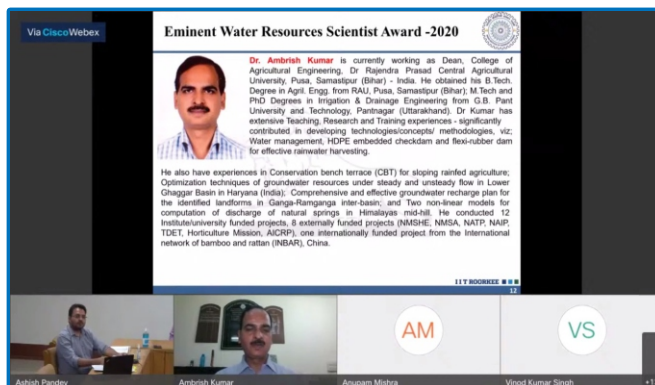 Via CiscoWebex
Eminent Water Resources Scientist Award -2020
Dr. Ambrish Kumar is currently working as Dean, College of
Agricultural Engineering, Dr Rajendra Prasad Central Agricultural
University, Pusa, Samastipur (Bihar) - India. He obtained his B.Tech.
Degree in Agril. Engg. from RAU, Pusa, Samastipur (Bihar); M.Tech and
PhD Degrees in Irrigation & Drainage Engineering from G.B. Pant
University and Technology, Pantnagar (Uttarakhand). Dr Kumar has
extensive Teaching, Research and Training experiences - significantly
contributed in developing technologies/concepts/ methodologies, viz;
Water management, HDPE embedded checkdam and flexi-rubber dam
for effective rainwater harvesting.
He also have experiences in Conservation bench terrace (CBT) for sloping rainfed agriculture;
Optimization techniques of groundwater resources under steady and unsteady flow in Lower
Ghaggar Basin in Haryana (India); Comprehensive and effective groundwater recharge plan for
the identified landforms in Ganga-Ramganga inter-basin; and Two non-linear models for
computation of discharge of natural springs in Himalayas mid-hill. He conducted 12
Institute/university funded projects, 8 externally funded projects (NMSHE, NMSA, NATP, NAIP,
TDET, Horticulture Mission, AICRP), one internationally funded project from the International
network of bamboo and rattan (INBAR), China.
IIT ROORKEE
12
AM
VS
Ashish Pandey
Ambrish Kumar
Anupam Mishra
Vinod Kumar Singh